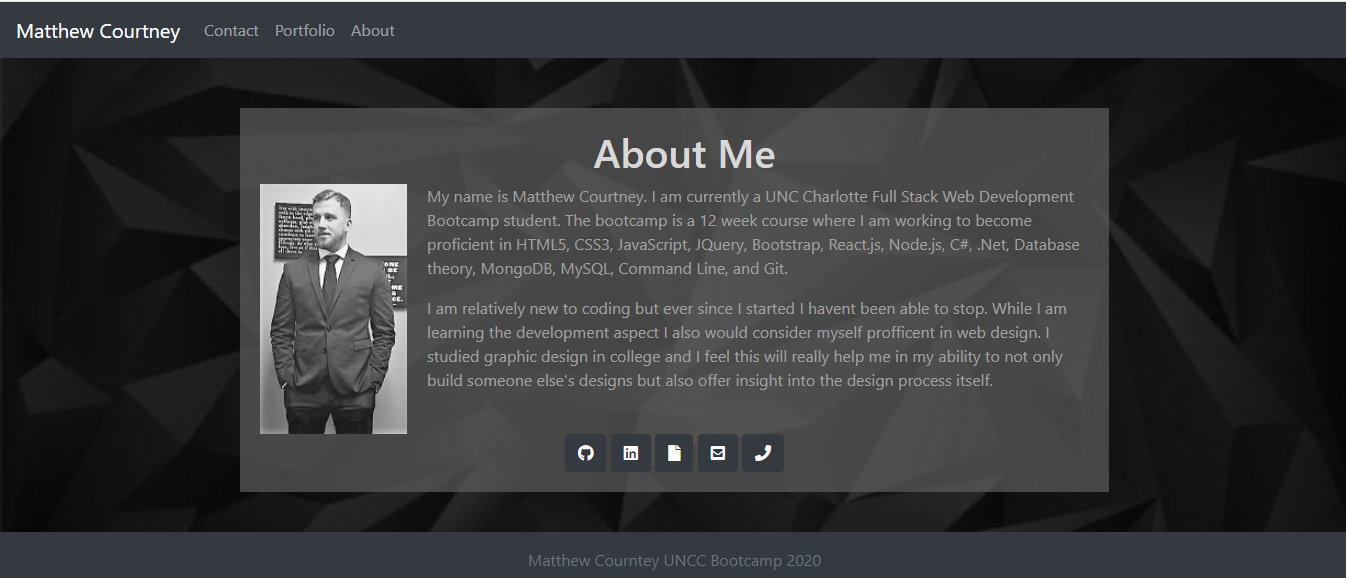 Matthew Courtney Contact Portfolio About
About Me
My name is Matthew Courtney. I am currently a UNC Charlotte Full Stack Web Development
Bootcamp student. The bootcamp is a 12 week course where I am working to become
proficient in HTML5, CSS3, JavaScript, JQuery, Bootstrap, React.js, Node.js, C#, .Net, Database
theory, MongoDB, MySQL, Command Line, and Git.
I am relatively new to coding but ever since I started I havent been able to stop. While I am
learning the development aspect I also would consider myself profficent in web design. I
studied graphic design in college and I feel this will really help me in my ability to not only
build someone else's designs but also offer insight into the design process itself.
Matthew Courntey UNCC Bootcamp 2020